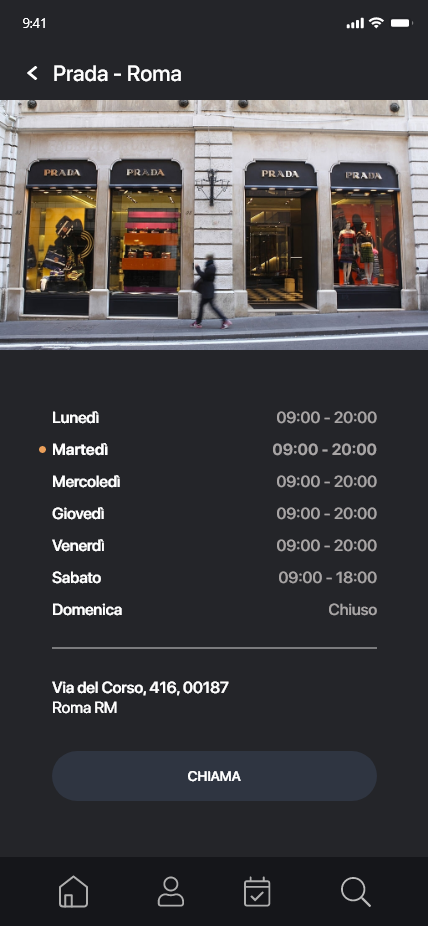 9:41
Prada - Roma
PRADA PRADA PRADA PRADA
Lunedì 09:00 - 20:00
Martedì 09:00 - 20:00
Mercoledì 09:00 - 20:00
Giovedì 09:00 - 20:00
Venerdì 09:00 - 20:00
Sabato 09:00 - 18:00
Domenica Chiuso
Via del Corso, 416, 00187
Roma RM
CHIAMA